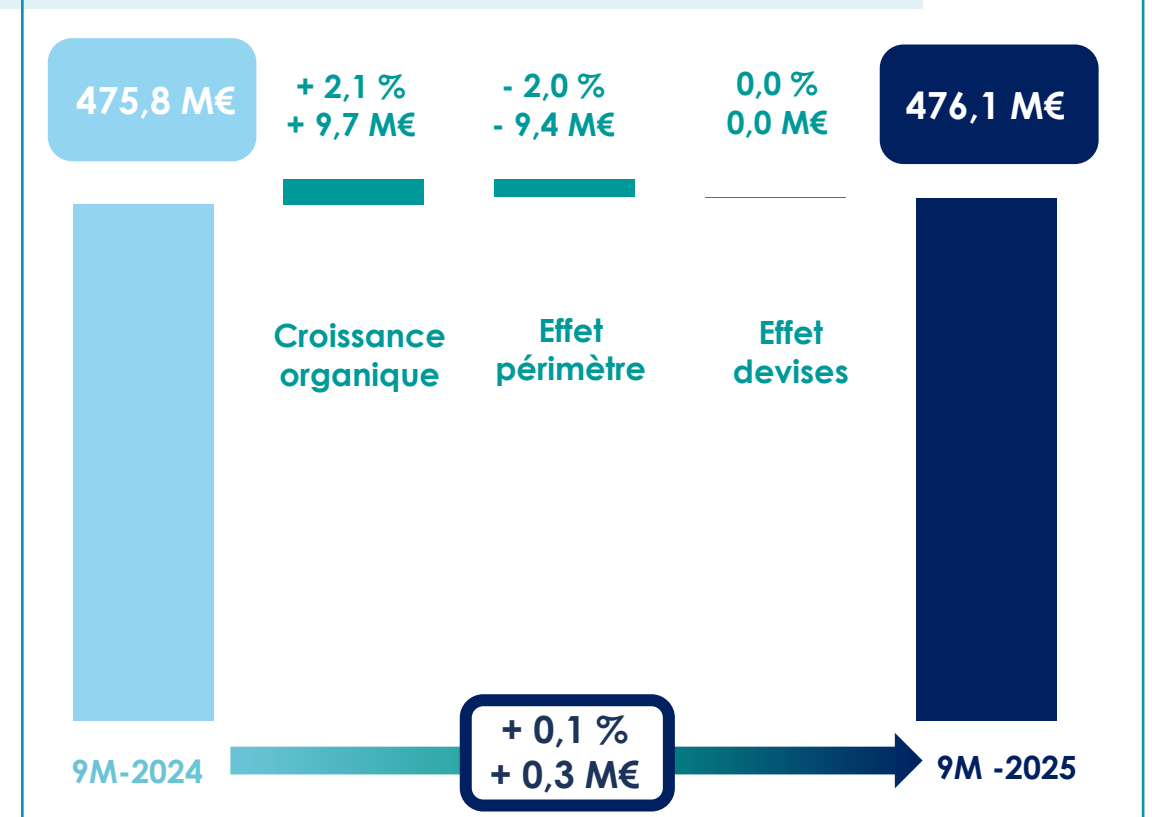 475,8 M€
+ 2,1 %
+ 9,7 M€
- 2,0 %
- 9,4 M€
0,0 %
0,0 M€
476,1 M€
Croissance
organique
Effet
périmètre
Effet
devises
9M-2024
+ 0,1 %
+ 0,3 M€
9M -2025